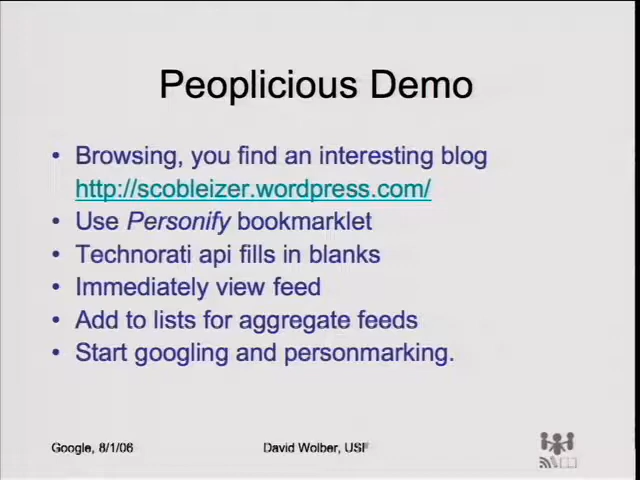 Peoplicious Demo
• Browsing, you find an interesting blog
http://scobleizer.wordpress.com/
• Use Personify bookmarklet
• Technorati api fills in blanks
• Immediately view feed
• Add to lists for aggregate feeds
• Start googling and personmarking.
Google, 8/1/06
David Wolber, USF